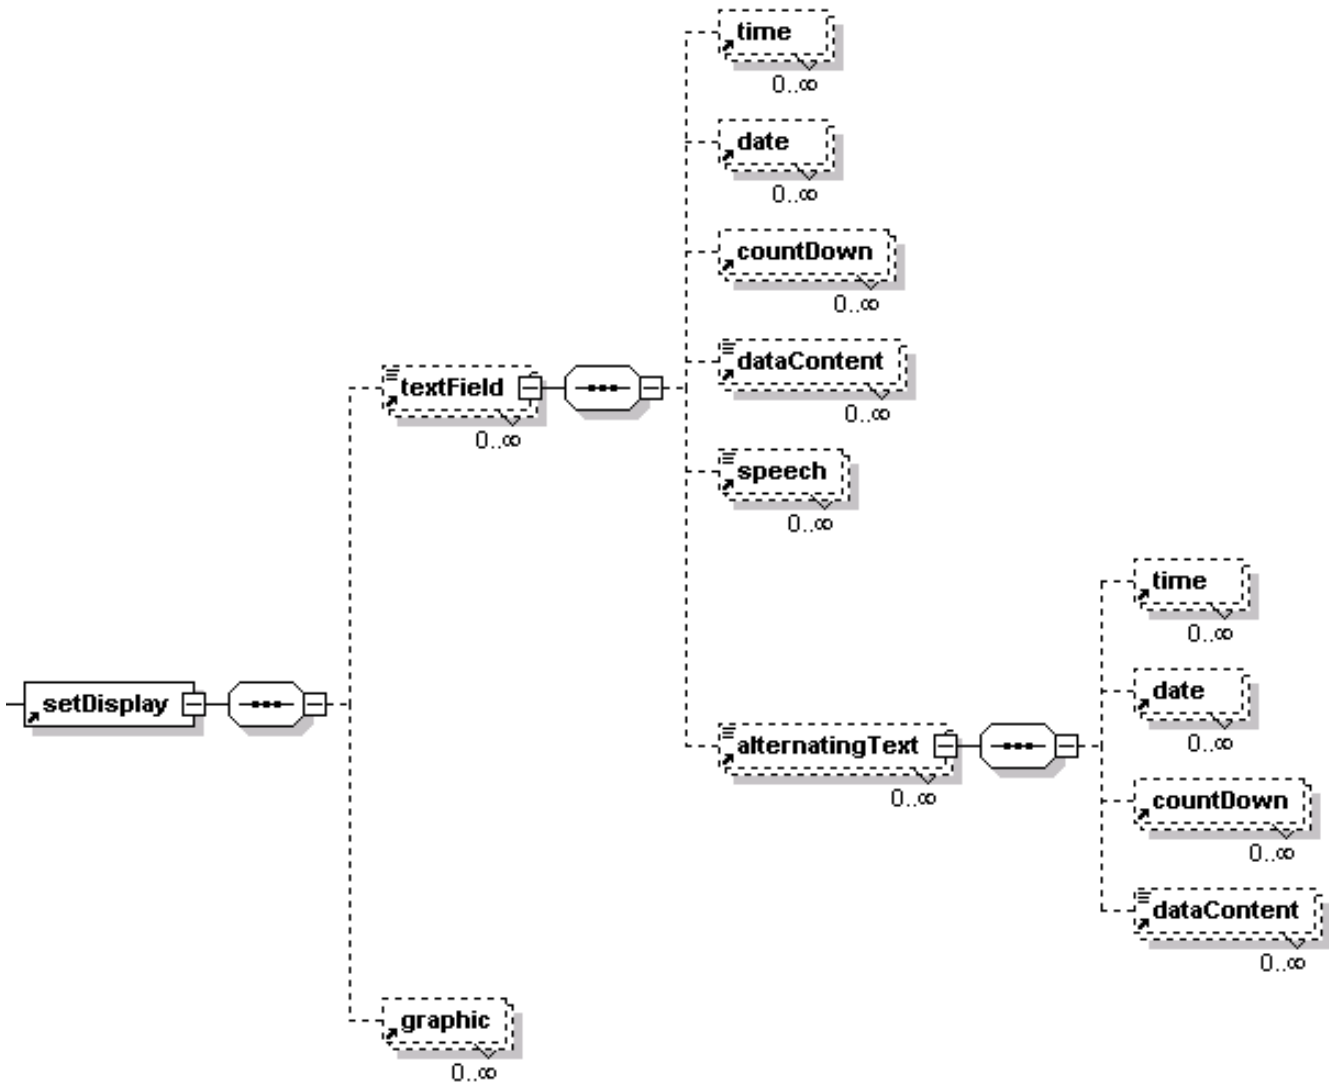 time
0..∞
date
0..∞
countDown
0..∞
dataContent
0..∞
textField
0..∞
speech
0..∞
time
0..∞
setDisplay
date
0..∞
alternatingText
0..∞
countDown
0..∞
dataContent
0..∞
graphic
0..∞